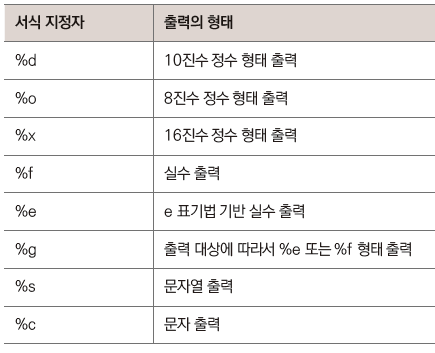 서식 지정자 출력의 형태
%d 10진수 정수 형태 출력
%o 8진수 정수 형태 출력
%x 16진수 정수 형태 출력
%f 실수 출력
%e e 표기법 기반 실수 출력
%g 출력 대상에 따라서 %e 또는 %f 형태 출력
%s 문자열 출력
%c 문자 출력